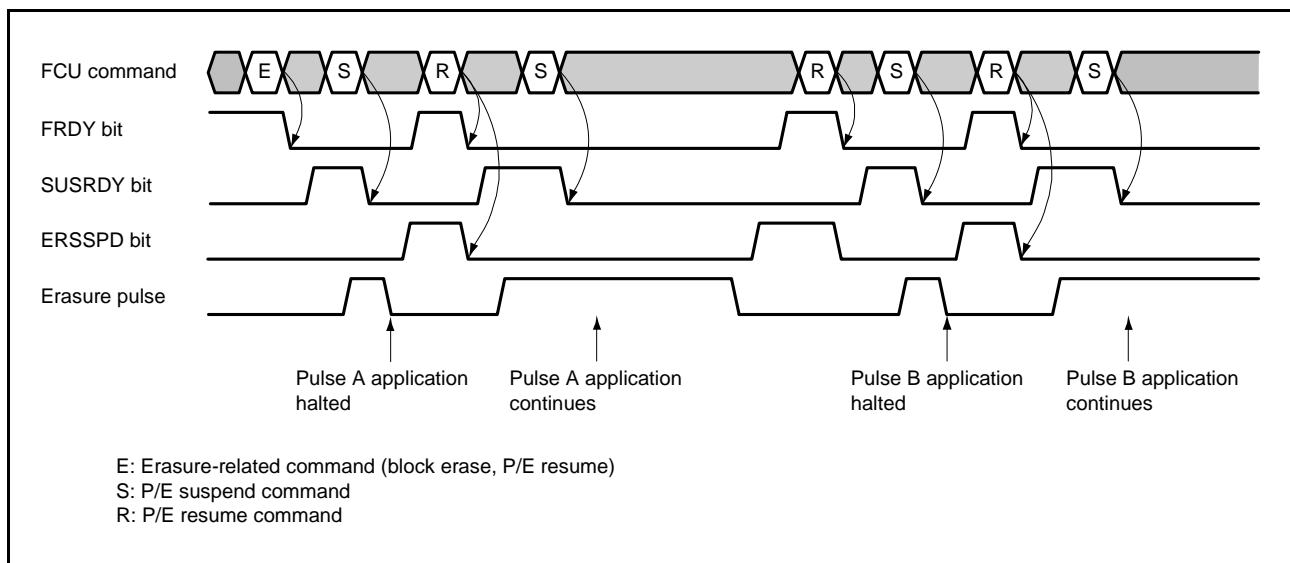 FCU command
E S R S R S R S
FRDY bit
SUSRDY bit
ERSSPD bit
Erasure pulse
Pulse A application
halted
Pulse A application
continues
Pulse B application
halted
Pulse B application
continues
E: Erasure-related command (block erase, P/E resume)
S: P/E suspend command
R: P/E resume command